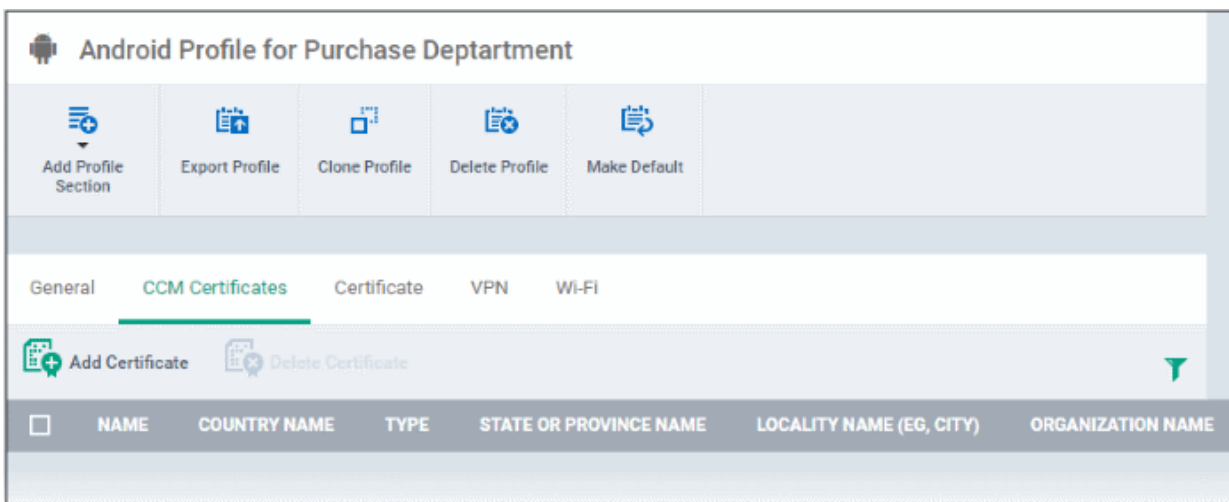 Android Profile for Purchase Deptartment
Add Profile
Section
Export Profile
Clone Profile
Delete Profile
Make Default
General CCM Certificates Certificate VPN Wi-Fi
Add Certificate Delete Certificate
NAME COUNTRY NAME TYPE STATE OR PROVINCE NAME LOCALITY NAME (EG, CITY) ORGANIZATION NAME